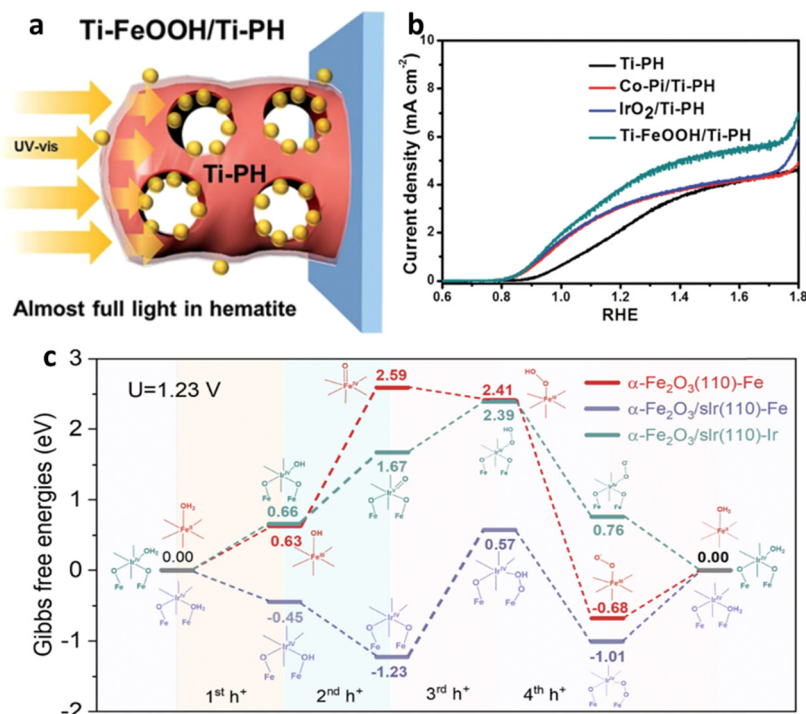 a
Ti-FeOOH/Ti-PH
UV-vis
Ti-PH
Almost full light in hematite
b
Current density (mA cm⁻²)
10
8
6
4
2
0
Ti-PH
Co-Pi/Ti-PH
IrO₂/Ti-PH
Ti-FeOOH/Ti-PH
0.6 0.8 1.0 1.2 1.4 1.6 1.8
RHE
c
Gibbs free energies (eV)
3
2
1
0
-1
-2
U=1.23 V
α-Fe₂O₃(110)-Fe
α-Fe₂O₃/sIr(110)-Fe
α-Fe₂O₃/sIr(110)-Ir
0.00
0.66
0.63
-0.45
2.59
1.67
-1.23
2.41
2.39
0.57
0.76
-0.68
-1.01
0.00
1ˢᵗ h⁺ 2ⁿᵈ h⁺ 3ʳᵈ h⁺ 4ᵗʰ h⁺